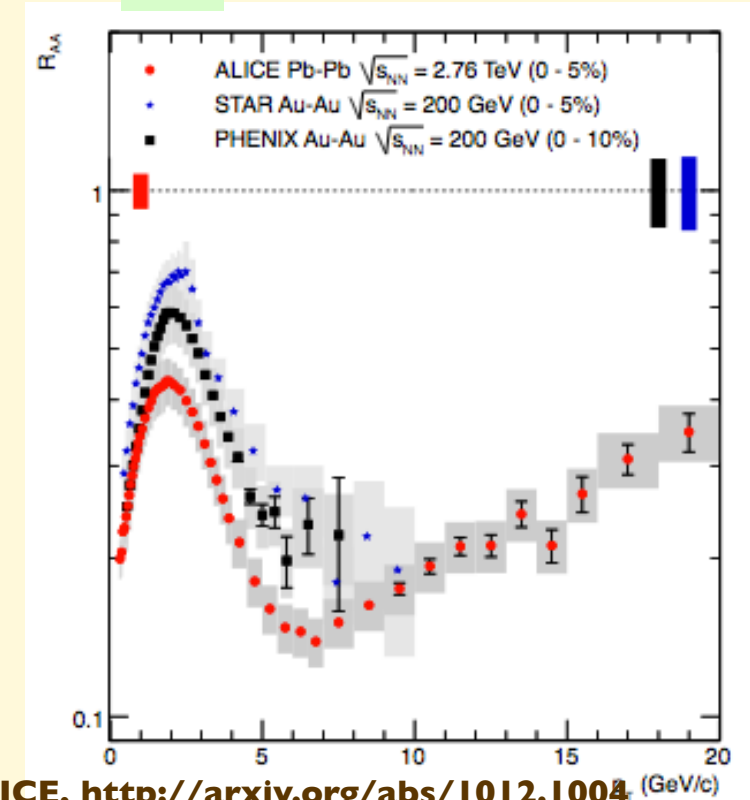 R_AA
ALICE Pb-Pb √s_NN = 2.76 TeV (0 - 5%)
STAR Au-Au √s_NN = 200 GeV (0 - 5%)
PHENIX Au-Au √s_NN = 200 GeV (0 - 10%)
1
0.1
0 5 10 15 20
(GeV/c)
ICE, http://arxiv.org/abs/1012.1004